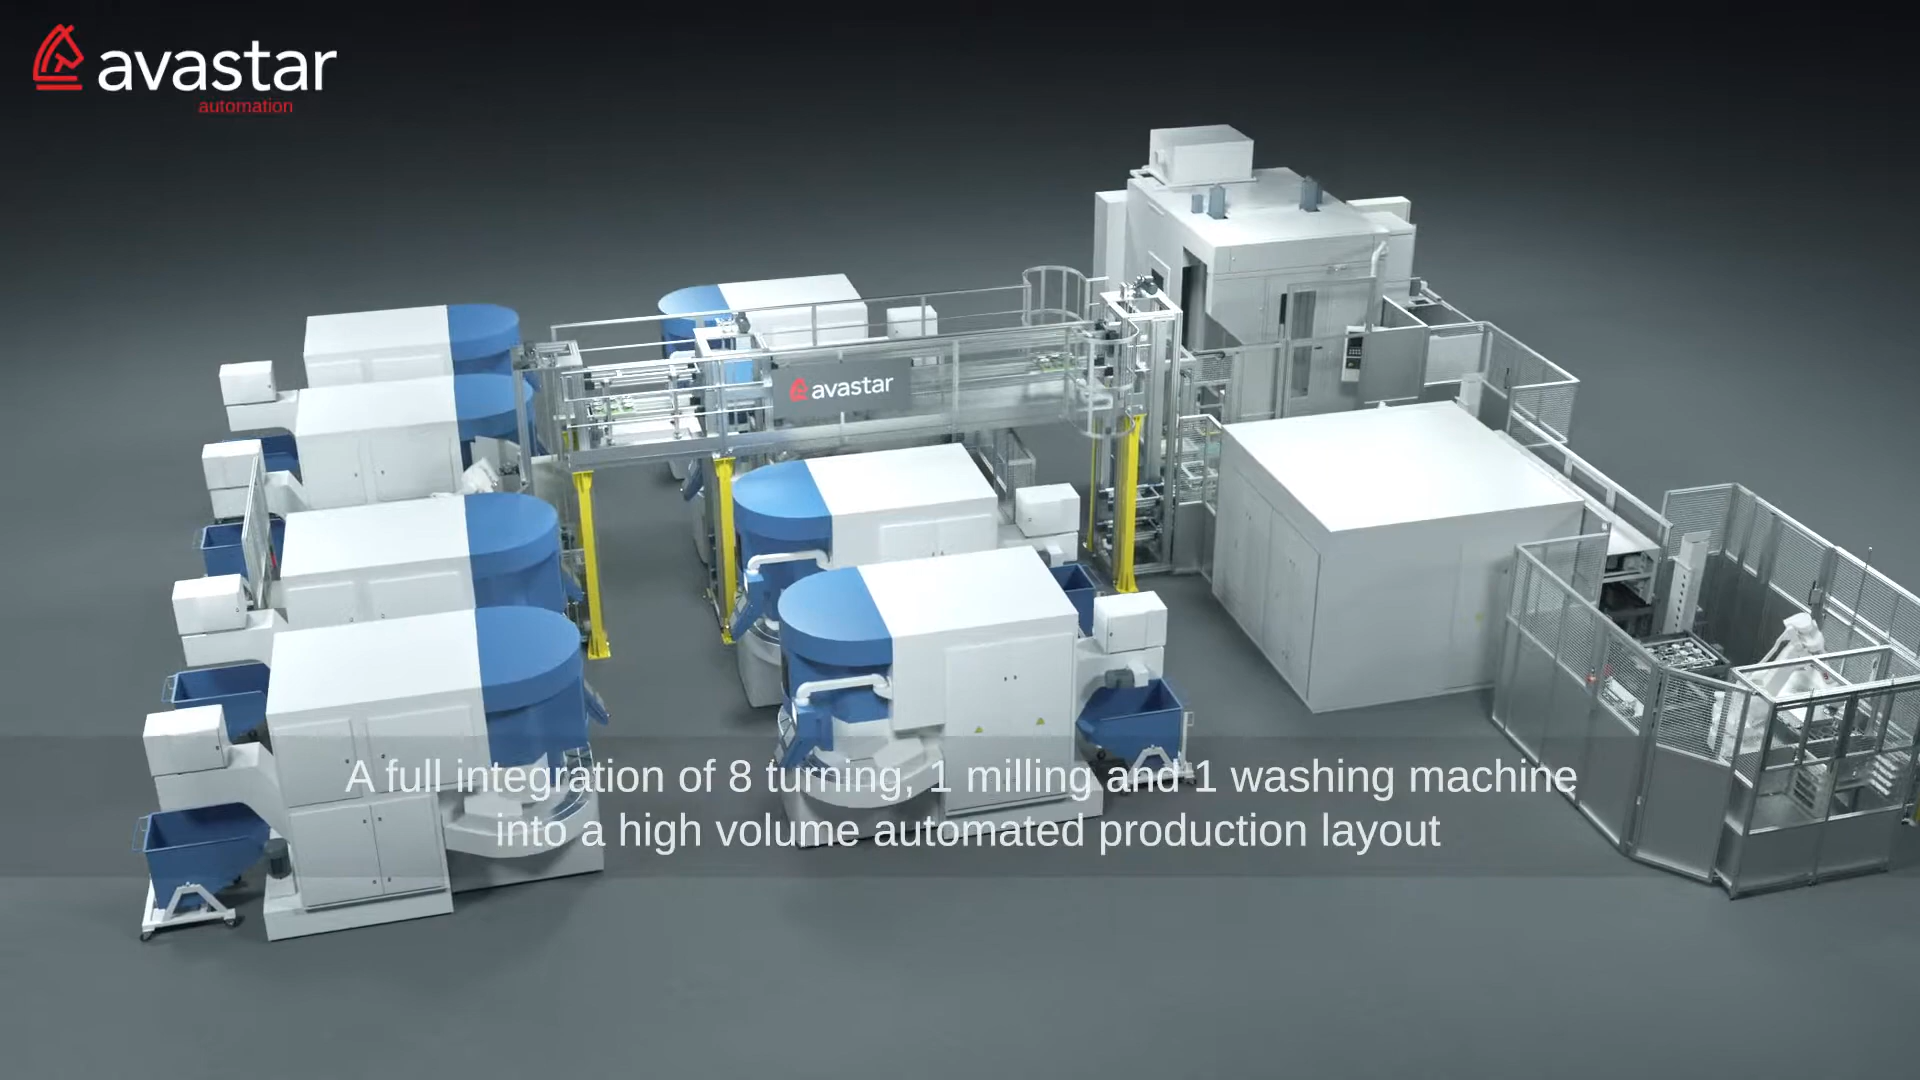 avastar
automation
avastar
A full integration of 8 turning, 1 milling and 1 washing machine
into a high volume automated production layout